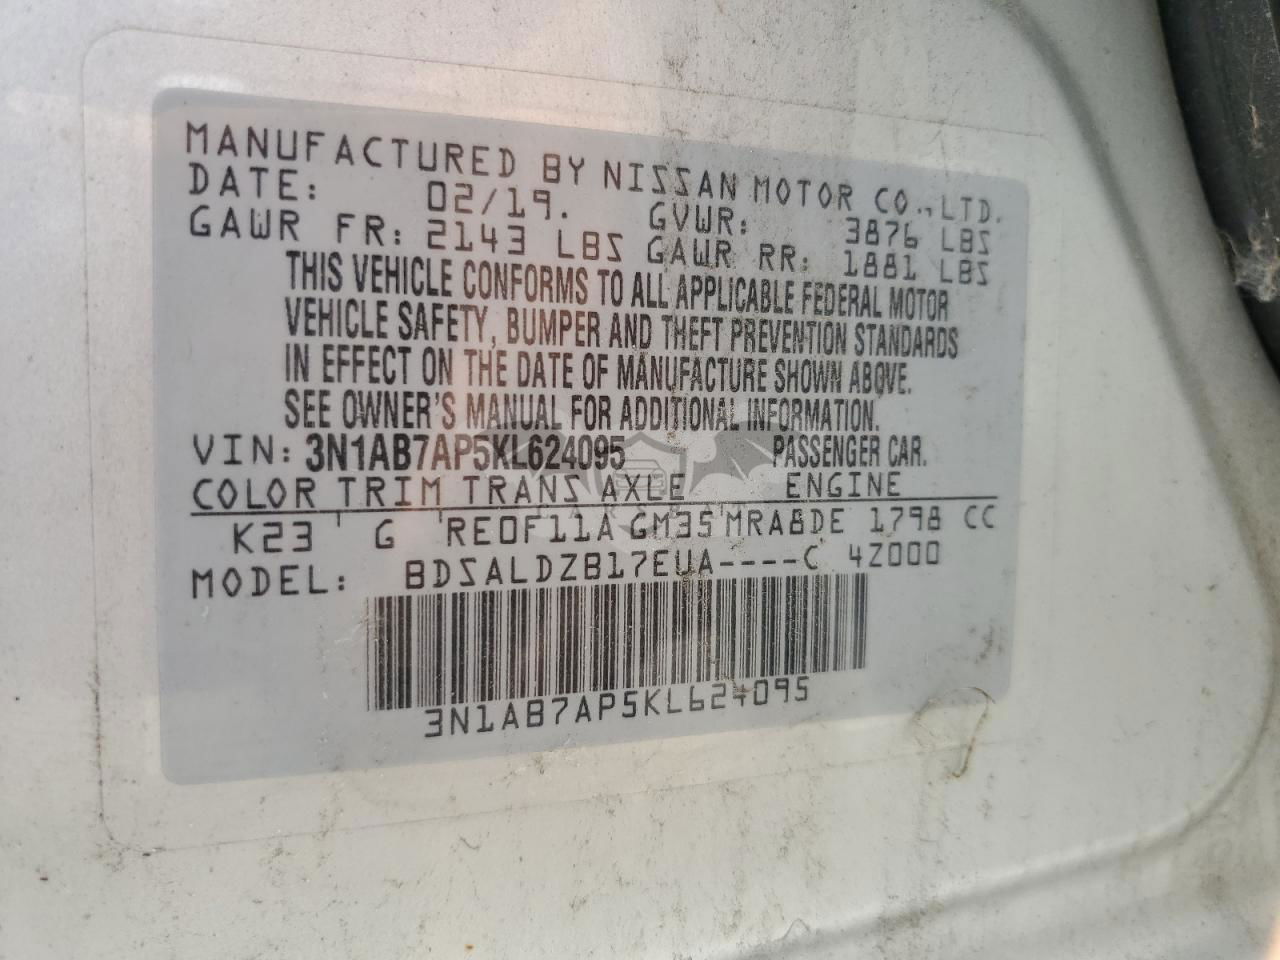 MANUFACTURED BY NISSAN MOTOR CO., LTD.
DATE: 02/19. GVWR: 3876 LBS
GAWR FR: 2143 LBS GAWR RR: 1881 LBS
THIS VEHICLE CONFORMS TO ALL APPLICABLE FEDERAL MOTOR
VEHICLE SAFETY, BUMPER AND THEFT PREVENTION STANDARDS
IN EFFECT ON THE DATE OF MANUFACTURE SHOWN ABOVE.
SEE OWNER'S MANUAL FOR ADDITIONAL INFORMATION.
VIN: 3N1AB7AP5KL624095 PASSENGER CAR.
COLOR TRIM TRANS AXLE ENGINE
K23 G RE0F11A GM35 MRA8DE 1798 CC
MODEL: BDSALDZB17EUA----C 4Z000
3N1AB7AP5KL624095